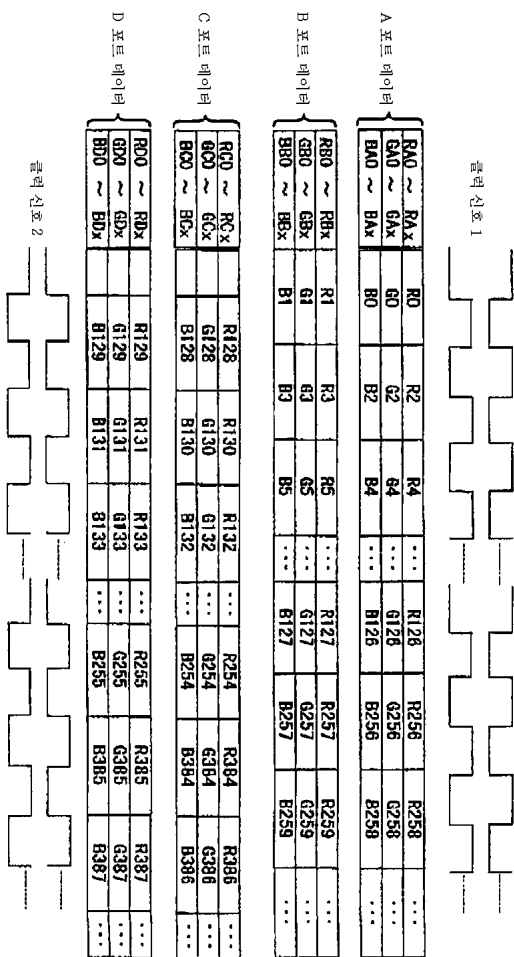 클럭 신호 1
A 포트 데이터
RA0 ~ RAx R0 R2 R4 ... R126 R256 R258 ...
GA0 ~ GAx G0 G2 G4 ... G126 G256 G258 ...
BA0 ~ BAx B0 B2 B4 ... B126 B256 B258 ...
B 포트 데이터
RB0 ~ RBx R1 R3 R5 ... R127 R257 R259 ...
GB0 ~ GBx G1 G3 G5 ... G127 G257 G259 ...
BB0 ~ BBx B1 B3 B5 ... B127 B257 B259 ...
C 포트 데이터
RC0 ~ RCx R128 R130 R132 ... R254 R384 R386 ...
GC0 ~ GCx G128 G130 G132 ... G254 G384 G386 ...
BC0 ~ BCx B128 B130 B132 ... B254 B384 B386 ...
D 포트 데이터
RD0 ~ RDx R129 R131 R133 ... R255 R385 R387 ...
GD0 ~ GDx G129 G131 G133 ... G255 G385 G387 ...
BD0 ~ BDx B129 B131 B133 ... B255 B385 B387 ...
클럭 신호 2